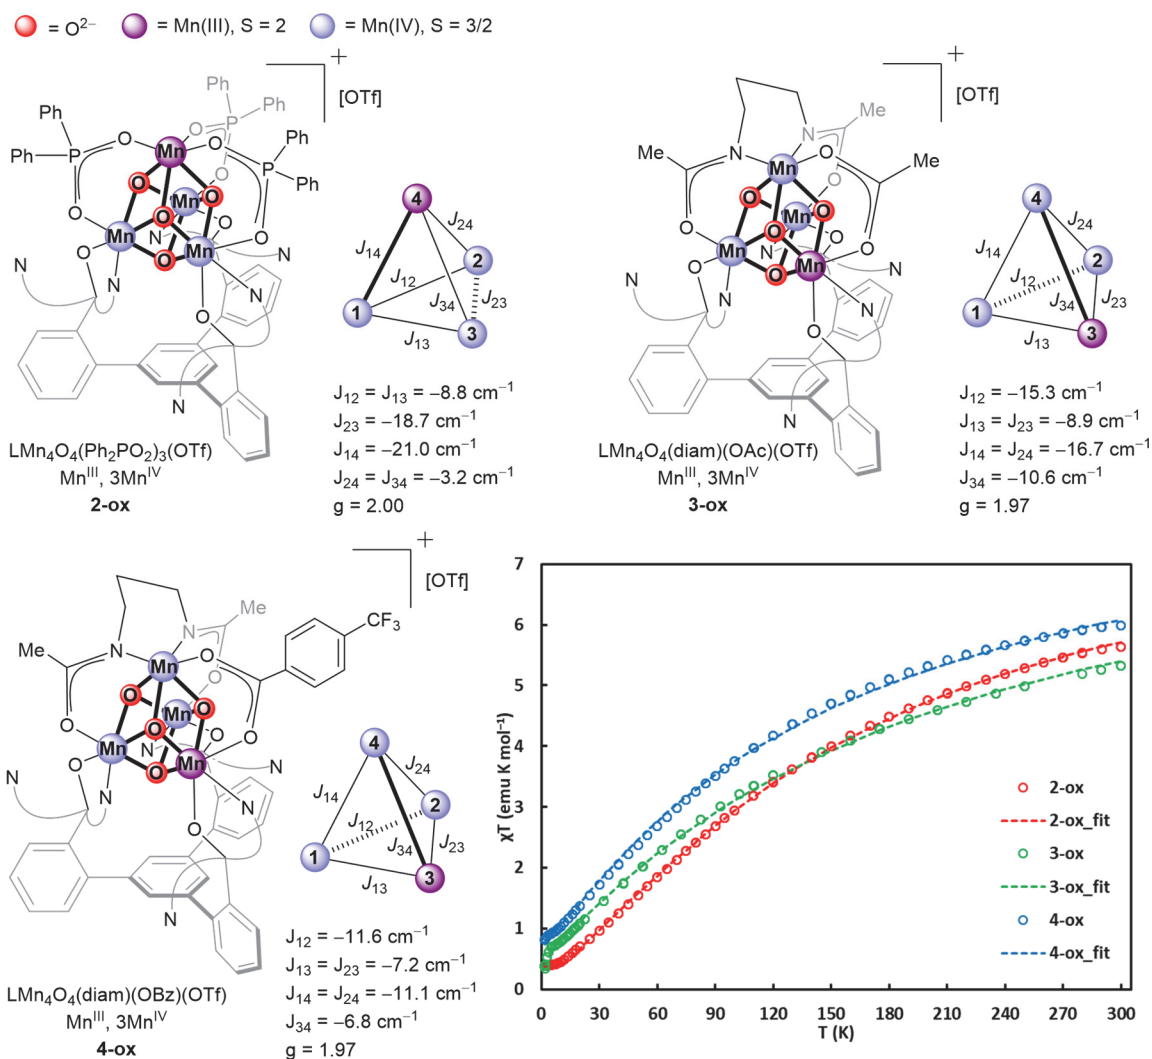 = O²⁻ = Mn(III), S = 2 = Mn(IV), S = 3/2
+
[OTf]
Ph Ph
Ph P O Mn O P Ph
Ph O O Ph
O Mn O
Mn O Mn O
O N
N N O N N
O
N
4
J₁₄ J₂₄
2
J₁₂ J₃₄ J₂₃
1 3
J₁₃
J₁₂ = J₁₃ = −8.8 cm⁻¹
J₂₃ = −18.7 cm⁻¹
J₁₄ = −21.0 cm⁻¹
J₂₄ = J₃₄ = −3.2 cm⁻¹
g = 2.00
LMn₄O₄(Ph₂PO₂)₃(OTf)
Mnᴵᴵᴵ, 3Mnᴵⱽ
2-ox
+
[OTf]
N Me
Me N Mn O Me
O O Mn O O
Mn O Mn O
O N
N N O N N
O
N
4
J₁₄ J₂₄
2
J₁₂ J₃₄ J₂₃
1 3
J₁₃
J₁₂ = −15.3 cm⁻¹
J₁₃ = J₂₃ = −8.9 cm⁻¹
J₁₄ = J₂₄ = −16.7 cm⁻¹
J₃₄ = −10.6 cm⁻¹
g = 1.97
LMn₄O₄(diam)(OAc)(OTf)
Mnᴵᴵᴵ, 3Mnᴵⱽ
3-ox
+
[OTf]
N Me CF₃
Me N Mn O
O O Mn O O
Mn O Mn O
O N
N N O N N
O
N
4
J₁₄ J₂₄
2
J₁₂ J₃₄ J₂₃
1 3
J₁₃
J₁₂ = −11.6 cm⁻¹
J₁₃ = J₂₃ = −7.2 cm⁻¹
J₁₄ = J₂₄ = −11.1 cm⁻¹
J₃₄ = −6.8 cm⁻¹
g = 1.97
LMn₄O₄(diam)(OBz)(OTf)
Mnᴵᴵᴵ, 3Mnᴵⱽ
4-ox
χT (emu K mol⁻¹)
7
6
5
4
3
2
1
0
2-ox
2-ox_fit
3-ox
3-ox_fit
4-ox
4-ox_fit
0 30 60 90 120 150 180 210 240 270 300
T (K)